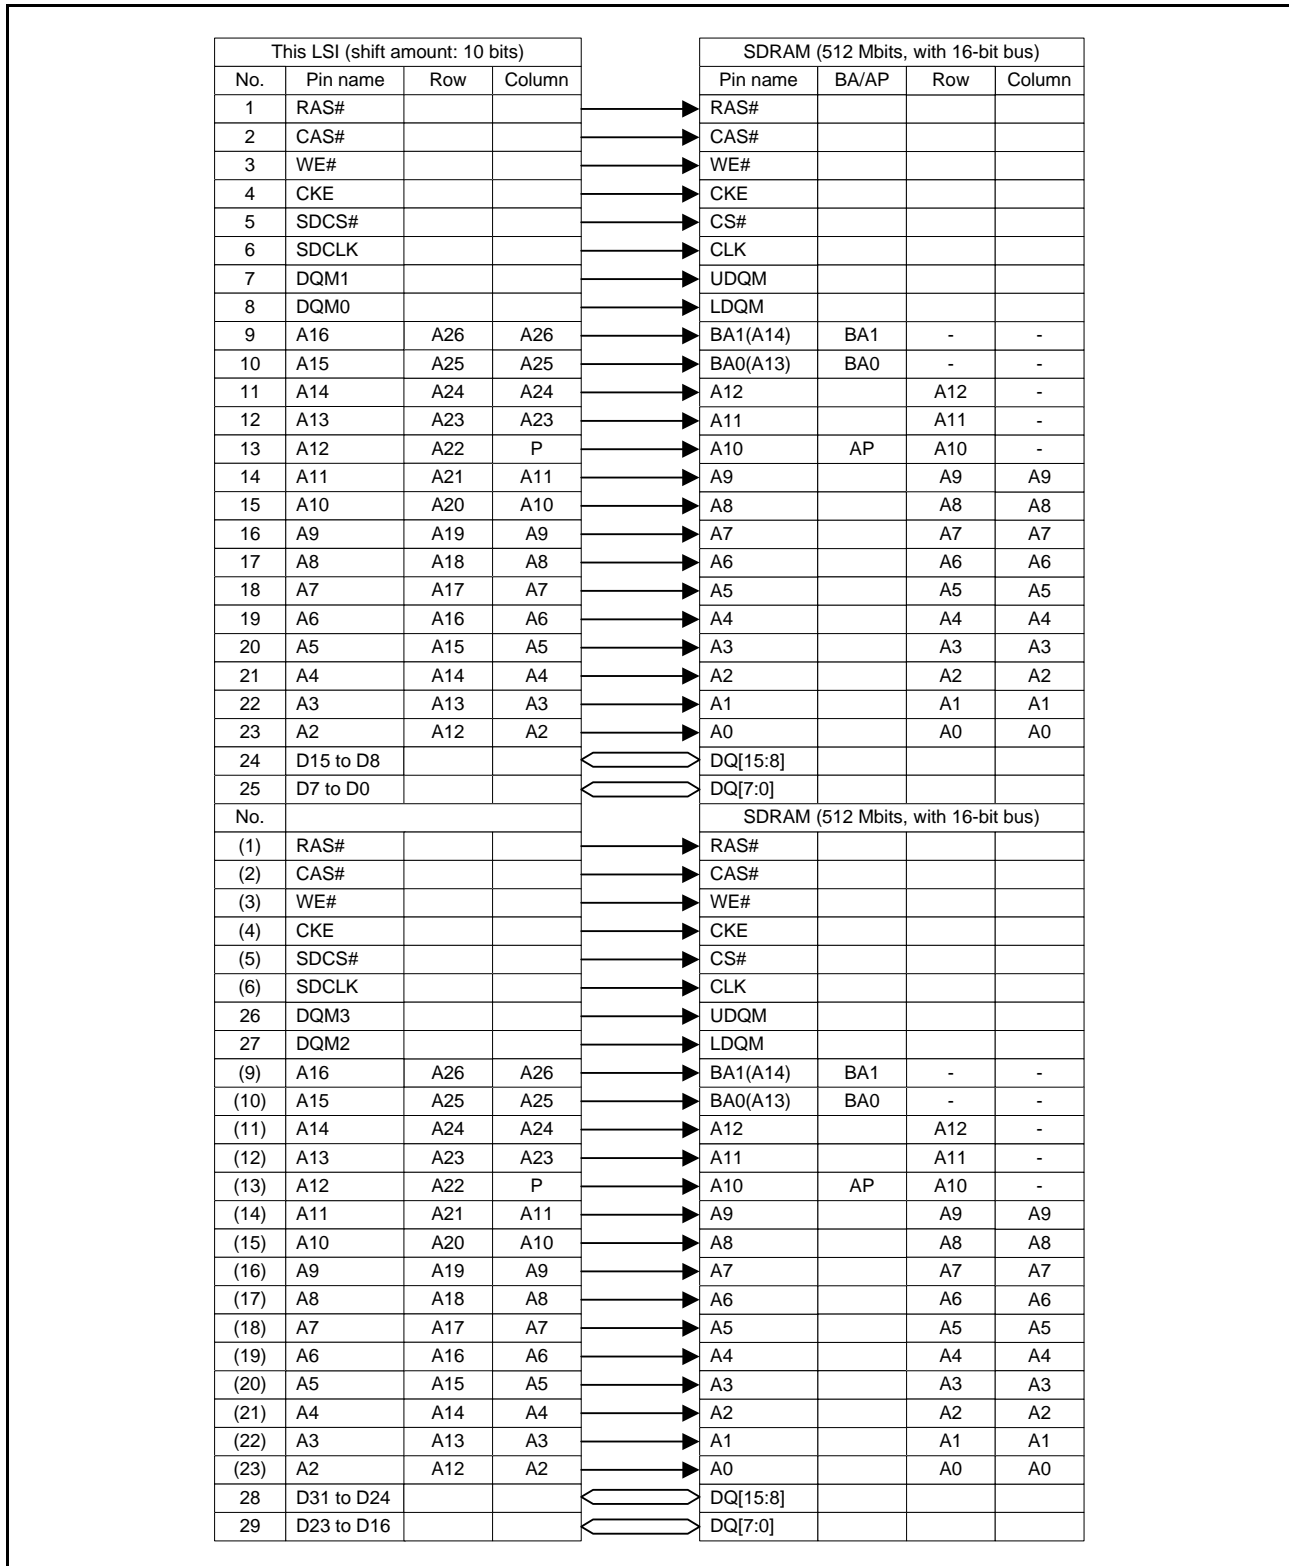 This LSI (shift amount: 10 bits) SDRAM (512 Mbits, with 16-bit bus)
No. Pin name Row Column Pin name BA/AP Row Column
1 RAS# RAS#
2 CAS# CAS#
3 WE# WE#
4 CKE CKE
5 SDCS# CS#
6 SDCLK CLK
7 DQM1 UDQM
8 DQM0 LDQM
9 A16 A26 A26 BA1(A14) BA1 - -
10 A15 A25 A25 BA0(A13) BA0 - -
11 A14 A24 A24 A12 A12 -
12 A13 A23 A23 A11 A11 -
13 A12 A22 P A10 AP A10 -
14 A11 A21 A11 A9 A9 A9
15 A10 A20 A10 A8 A8 A8
16 A9 A19 A9 A7 A7 A7
17 A8 A18 A8 A6 A6 A6
18 A7 A17 A7 A5 A5 A5
19 A6 A16 A6 A4 A4 A4
20 A5 A15 A5 A3 A3 A3
21 A4 A14 A4 A2 A2 A2
22 A3 A13 A3 A1 A1 A1
23 A2 A12 A2 A0 A0 A0
24 D15 to D8 DQ[15:8]
25 D7 to D0 DQ[7:0]
No. SDRAM (512 Mbits, with 16-bit bus)
(1) RAS# RAS#
(2) CAS# CAS#
(3) WE# WE#
(4) CKE CKE
(5) SDCS# CS#
(6) SDCLK CLK
26 DQM3 UDQM
27 DQM2 LDQM
(9) A16 A26 A26 BA1(A14) BA1 - -
(10) A15 A25 A25 BA0(A13) BA0 - -
(11) A14 A24 A24 A12 A12 -
(12) A13 A23 A23 A11 A11 -
(13) A12 A22 P A10 AP A10 -
(14) A11 A21 A11 A9 A9 A9
(15) A10 A20 A10 A8 A8 A8
(16) A9 A19 A9 A7 A7 A7
(17) A8 A18 A8 A6 A6 A6
(18) A7 A17 A7 A5 A5 A5
(19) A6 A16 A6 A4 A4 A4
(20) A5 A15 A5 A3 A3 A3
(21) A4 A14 A4 A2 A2 A2
(22) A3 A13 A3 A1 A1 A1
(23) A2 A12 A2 A0 A0 A0
28 D31 to D24 DQ[15:8]
29 D23 to D16 DQ[7:0]